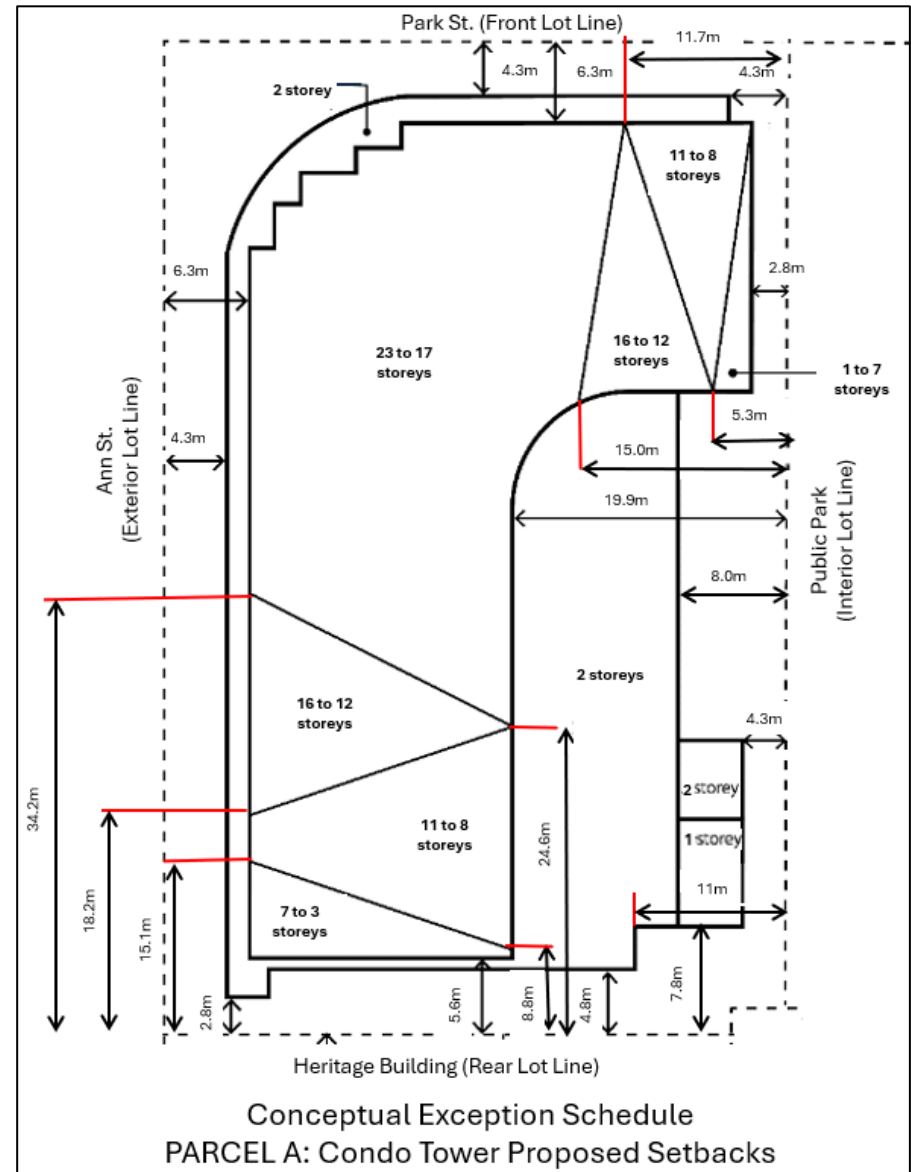 Park St. (Front Lot Line)
11.7m
4.3m
6.3m
4.3m
2 storey
11 to 8
storeys
6.3m
2.8m
23 to 17
storeys
16 to 12
storeys
1 to 7
storeys
5.3m
Ann St.
(Exterior Lot Line)
4.3m
15.0m
19.9m
Public Park
(Interior Lot Line)
8.0m
2 storeys
16 to 12
storeys
4.3m
34.2m
2 storey
18.2m
11 to 8
storeys
24.6m
1 storey
11m
15.1m
7 to 3
storeys
2.8m
5.6m
8.8m
4.8m
7.8m
Heritage Building (Rear Lot Line)
Conceptual Exception Schedule
PARCEL A: Condo Tower Proposed Setbacks